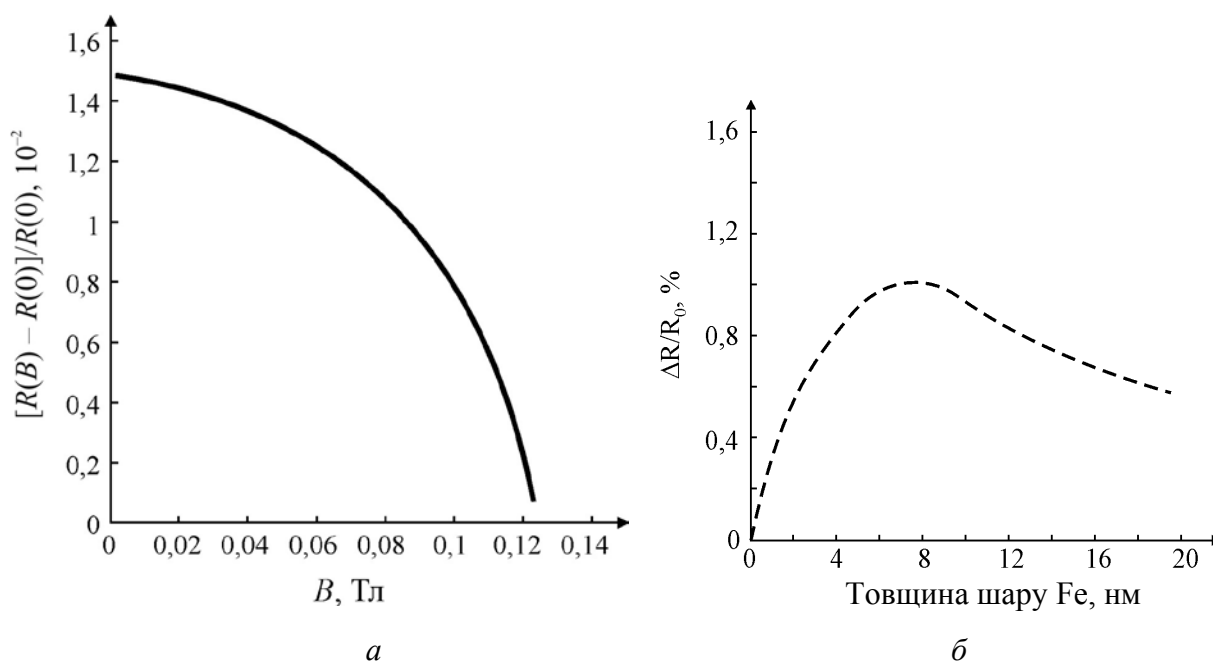 [R(B) – R(0)]/R(0), 10⁻²
1,6
1,4
1,2
1
0,8
0,6
0,4
0,2
0
0 0,02 0,04 0,06 0,08 0,1 0,12 0,14
B, Тл
а
ΔR/R₀, %
1,6
1,2
0,8
0,4
0
0 4 8 12 16 20
Товщина шару Fe, нм
б